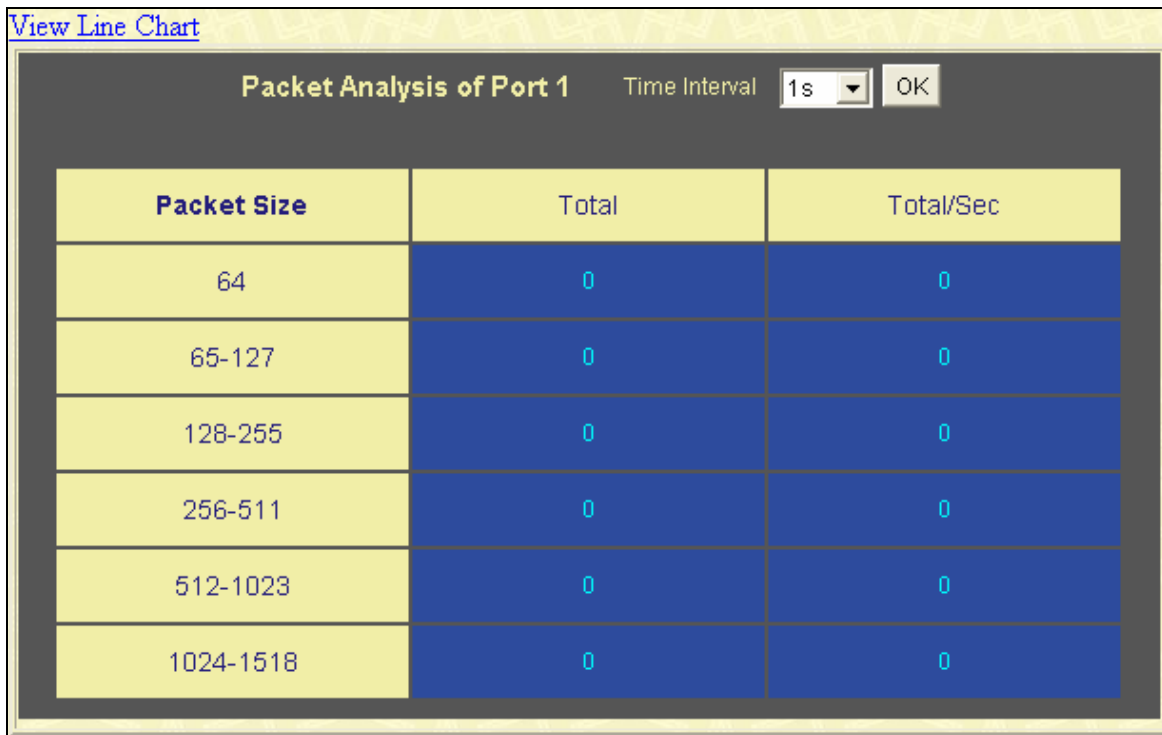 View Line Chart
Packet Analysis of Port 1 Time Interval 1s OK
Packet Size Total Total/Sec
64 0 0
65-127 0 0
128-255 0 0
256-511 0 0
512-1023 0 0
1024-1518 0 0